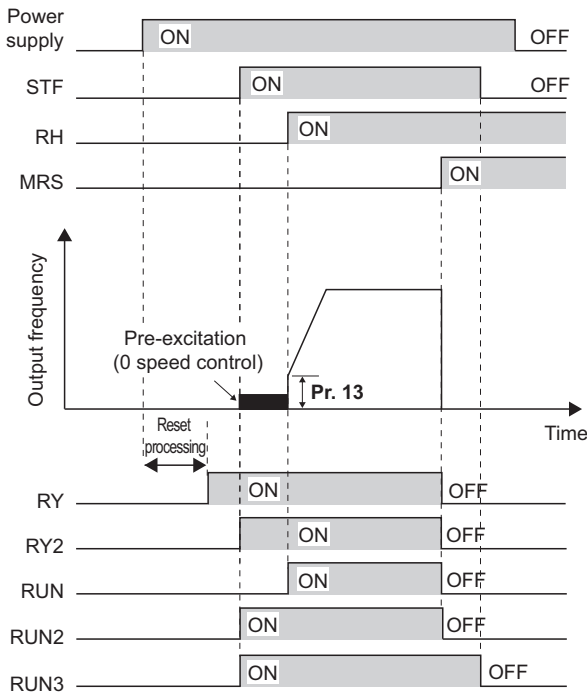 Power
supply
ON
OFF
STF
ON
OFF
RH
ON
MRS
ON
Output frequency
Pre-excitation
(0 speed control)
Pr. 13
Time
Reset
processing
RY
ON
OFF
RY2
ON
OFF
RUN
ON
OFF
RUN2
ON
OFF
RUN3
ON
OFF